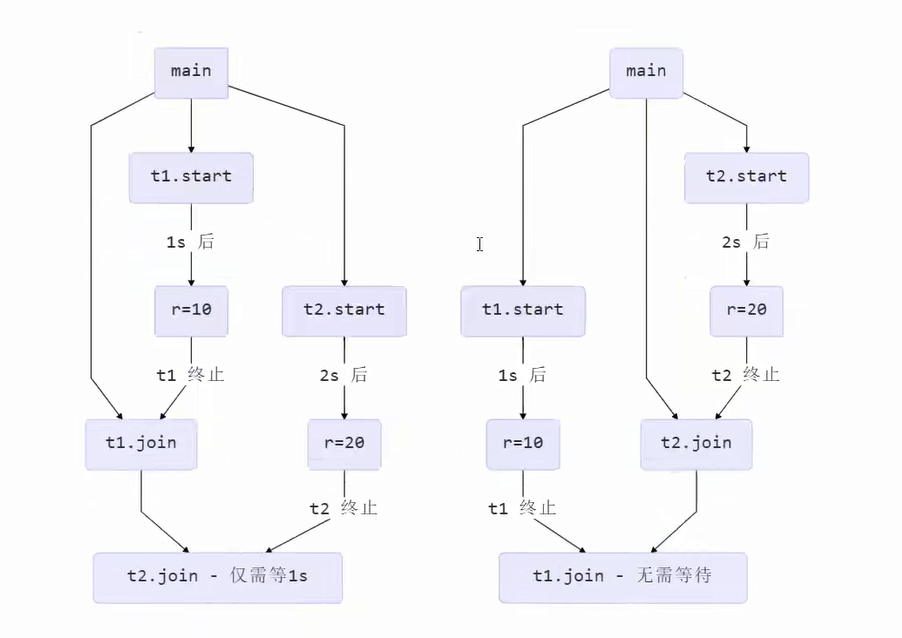 main
t1.start
1s 后
r=10
t2.start
t1 终止
2s 后
t1.join
r=20
t2 终止
t2.join - 仅需等1s
main
t2.start
2s 后
t1.start
r=20
1s 后
t2 终止
r=10
t2.join
t1 终止
t1.join - 无需等待